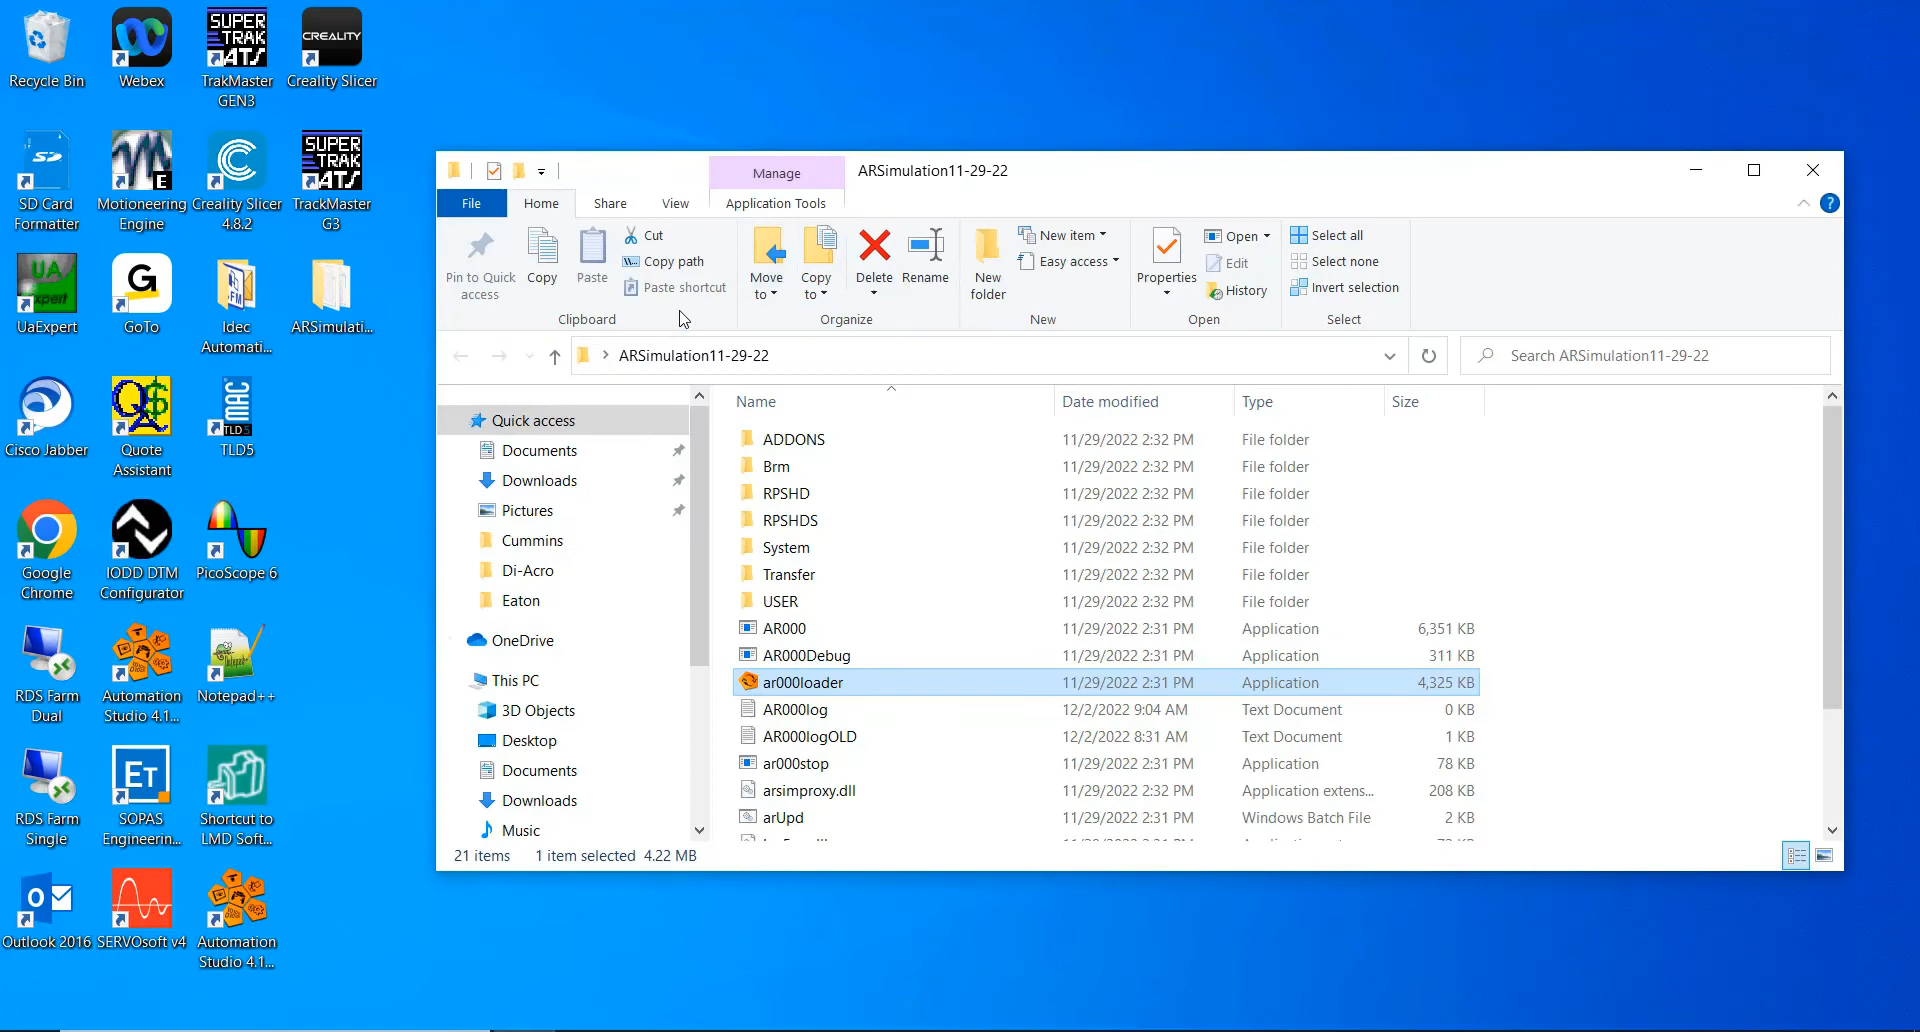 SUPER
TRAK
ATS
CREALITY
Recycle Bin
Webex
TrakMaster
GEN3
Creality Slicer
SD
E
SUPER
TRAK
ATS
SD Card
Formatter
Motioneering
Engine
Creality Slicer
4.8.2
TrackMaster
G3
UA
expert
G
.FM
UaExpert
GoTo
Idec
Automati...
ARSimulati...
MAC
TLD5
Cisco Jabber
Quote
Assistant
TLD5
Google
Chrome
IODD DTM
Configurator
PicoScope 6
RDS Farm
Dual
Automation
Studio 4.1...
Notepad++
ET
RDS Farm
Single
SOPAS
Engineerin...
Shortcut to
LMD Soft...
Outlook 2016
SERVOsoft v4
Automation
Studio 4.1...
Manage
ARSimulation11-29-22
File
Home
Share
View
Application Tools
Pin to Quick
access
Copy
Paste
Cut
Copy path
Paste shortcut
Clipboard
Move
to
Copy
to
Delete
Rename
Organize
New
folder
New item
Easy access
New
Properties
Open
Edit
History
Open
Select all
Select none
Invert selection
Select
ARSimulation11-29-22
Search ARSimulation11-29-22
Quick access
Documents
Downloads
Pictures
Cummins
Di-Acro
Eaton
OneDrive
This PC
3D Objects
Desktop
Documents
Downloads
Music
Name Date modified Type Size
ADDONS 11/29/2022 2:32 PM File folder
Brm 11/29/2022 2:32 PM File folder
RPSHD 11/29/2022 2:32 PM File folder
RPSHDS 11/29/2022 2:32 PM File folder
System 11/29/2022 2:32 PM File folder
Transfer 11/29/2022 2:32 PM File folder
USER 11/29/2022 2:32 PM File folder
AR000 11/29/2022 2:31 PM Application 6,351 KB
AR000Debug 11/29/2022 2:31 PM Application 311 KB
ar000loader 11/29/2022 2:31 PM Application 4,325 KB
AR000log 12/2/2022 9:04 AM Text Document 0 KB
AR000logOLD 12/2/2022 8:31 AM Text Document 1 KB
ar000stop 11/29/2022 2:31 PM Application 78 KB
arsimproxy.dll 11/29/2022 2:32 PM Application extens... 208 KB
arUpd 11/29/2022 2:31 PM Windows Batch File 2 KB
21 items 1 item selected 4.22 MB